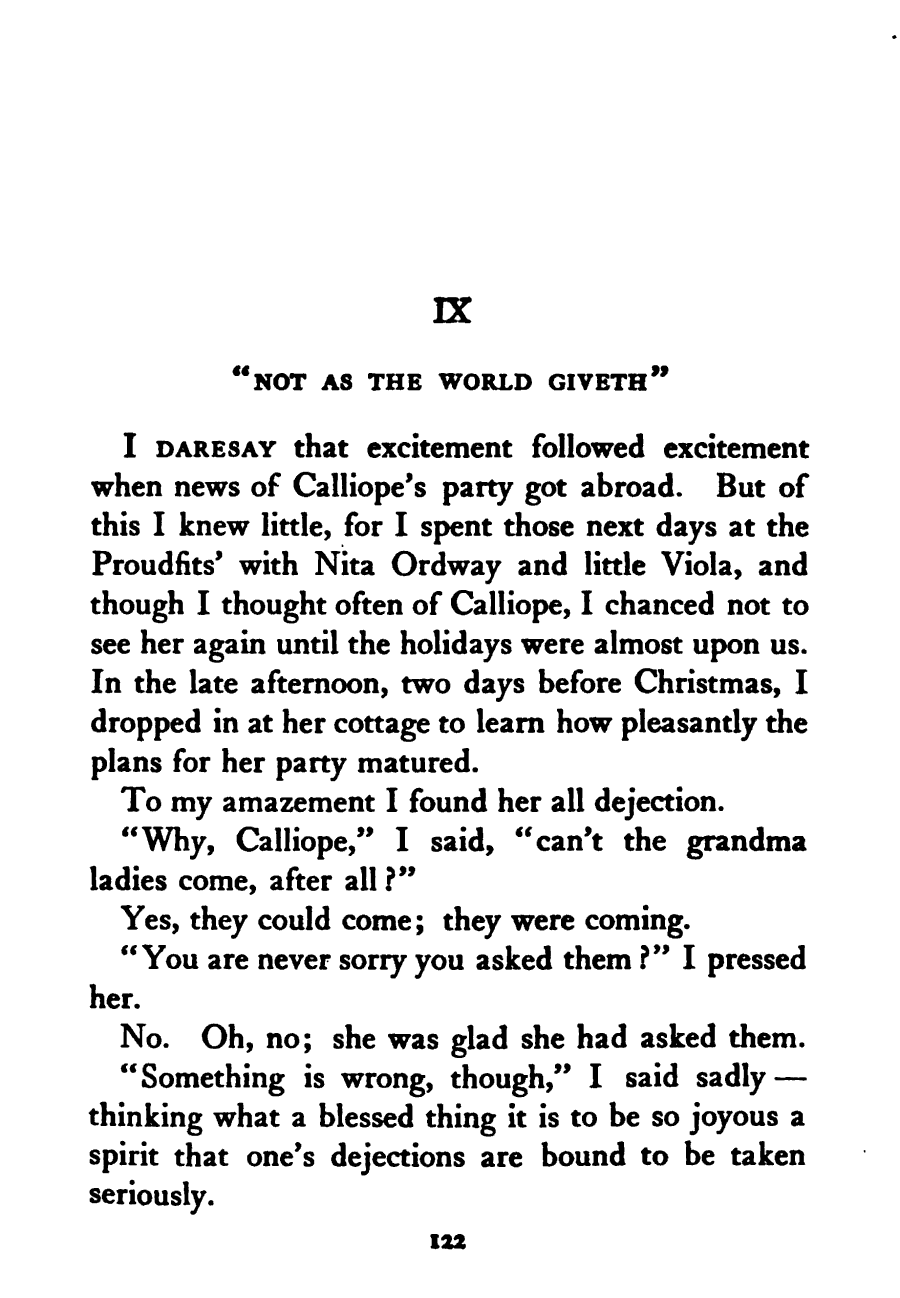 IX
“NOT AS THE WORLD GIVETH”
I DARESAY that excitement followed excitement
when news of Calliope’s party got abroad. But of
this I knew little, for I spent those next days at the
Proudfits’ with Nita Ordway and little Viola, and
though I thought often of Calliope, I chanced not to
see her again until the holidays were almost upon us.
In the late afternoon, two days before Christmas, I
dropped in at her cottage to learn how pleasantly the
plans for her party matured.
To my amazement I found her all dejection.
“Why, Calliope,” I said, “can’t the grandma
ladies come, after all?”
Yes, they could come; they were coming.
“You are never sorry you asked them?” I pressed
her.
No. Oh, no; she was glad she had asked them.
“Something is wrong, though,” I said sadly —
thinking what a blessed thing it is to be so joyous a
spirit that one’s dejections are bound to be taken
seriously.
122